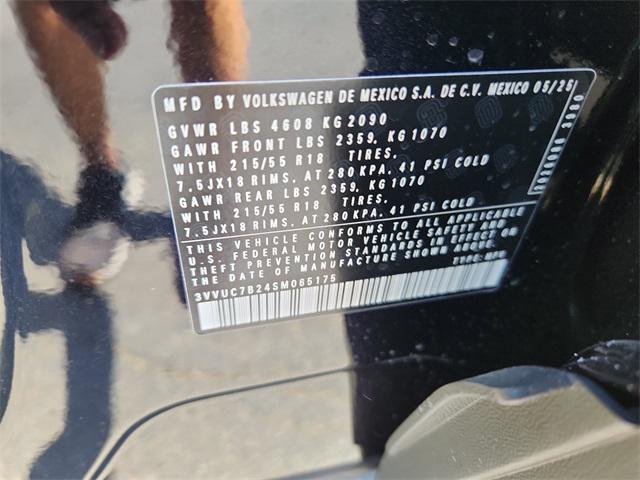 MFD BY VOLKSWAGEN DE MEXICO S.A. DE C.V. MEXICO 05/25
GVWR LBS 4608 KG 2090
GAWR FRONT LBS 2359, KG 1070
WITH 215/55 R18 TIRES.
7.5JX18 RIMS. AT 280 KPA, 41 PSI COLD
GAWR REAR LBS 2359, KG 1070
WITH 215/55 R18 TIRES.
7.5JX18 RIMS. AT 280 KPA. 41 PSI COLD
THIS VEHICLE CONFORMS TO ALL APPLICABLE
U.S. FEDERAL MOTOR VEHICLE SAFETY AND
THEFT PREVENTION STANDARDS IN EFFECT ON
THE DATE OF MANUFACTURE SHOWN ABOVE.
3VVUC7B24SM065175
TYPE: MPV